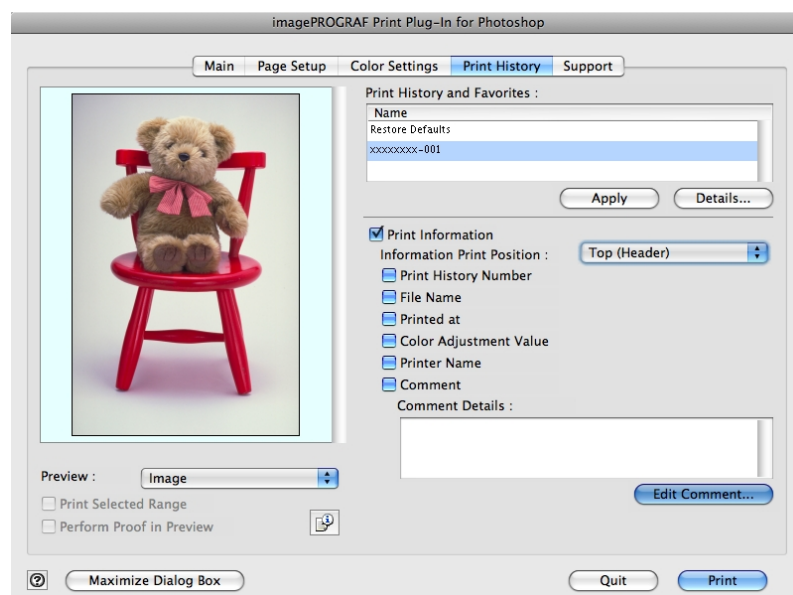 imagePROGRAF Print Plug-In for Photoshop
Main Page Setup Color Settings Print History Support
Print History and Favorites :
Name
Restore Defaults
xxxxxxxx-001
Apply Details...
Print Information
Information Print Position : Top (Header)
Print History Number
File Name
Printed at
Color Adjustment Value
Printer Name
Comment
Comment Details :
Edit Comment...
Preview : Image
Print Selected Range
Perform Proof in Preview
Maximize Dialog Box Quit Print